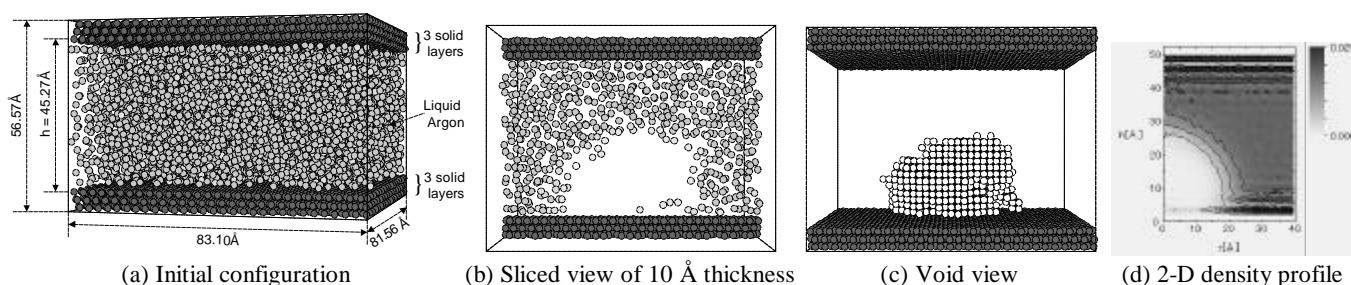 3 solid
layers
56.57Å
h = 45.27Å
Liquid
Argon
3 solid
layers
83.10Å
81.56 Å
50
40
30
20
10
0
0 10 20 30 40
r[A]
(a) Initial configuration
(b) Sliced view of 10 Å thickness
(c) Void view
(d) 2-D density profile